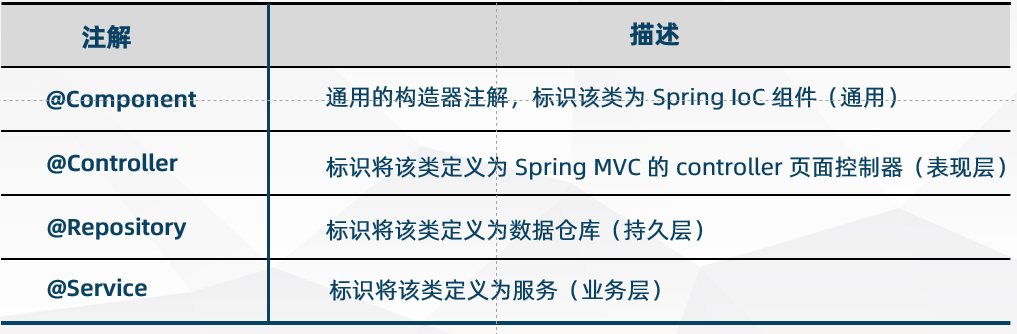 注解 描述
@Component 通用的构造器注解，标识该类为 Spring IoC 组件（通用）
@Controller 标识将该类定义为 Spring MVC 的 controller 页面控制器（表现层）
@Repository 标识将该类定义为数据仓库（持久层）
@Service 标识将该类定义为服务（业务层）